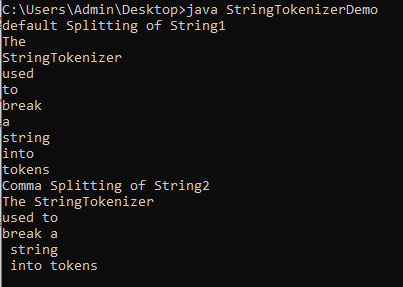 C:\Users\Admin\Desktop>java StringTokenizerDemo
default Splitting of String1
The
StringTokenizer
used
to
break
a
string
into
tokens
Comma Splitting of String2
The StringTokenizer
used to
break a
 string
 into tokens